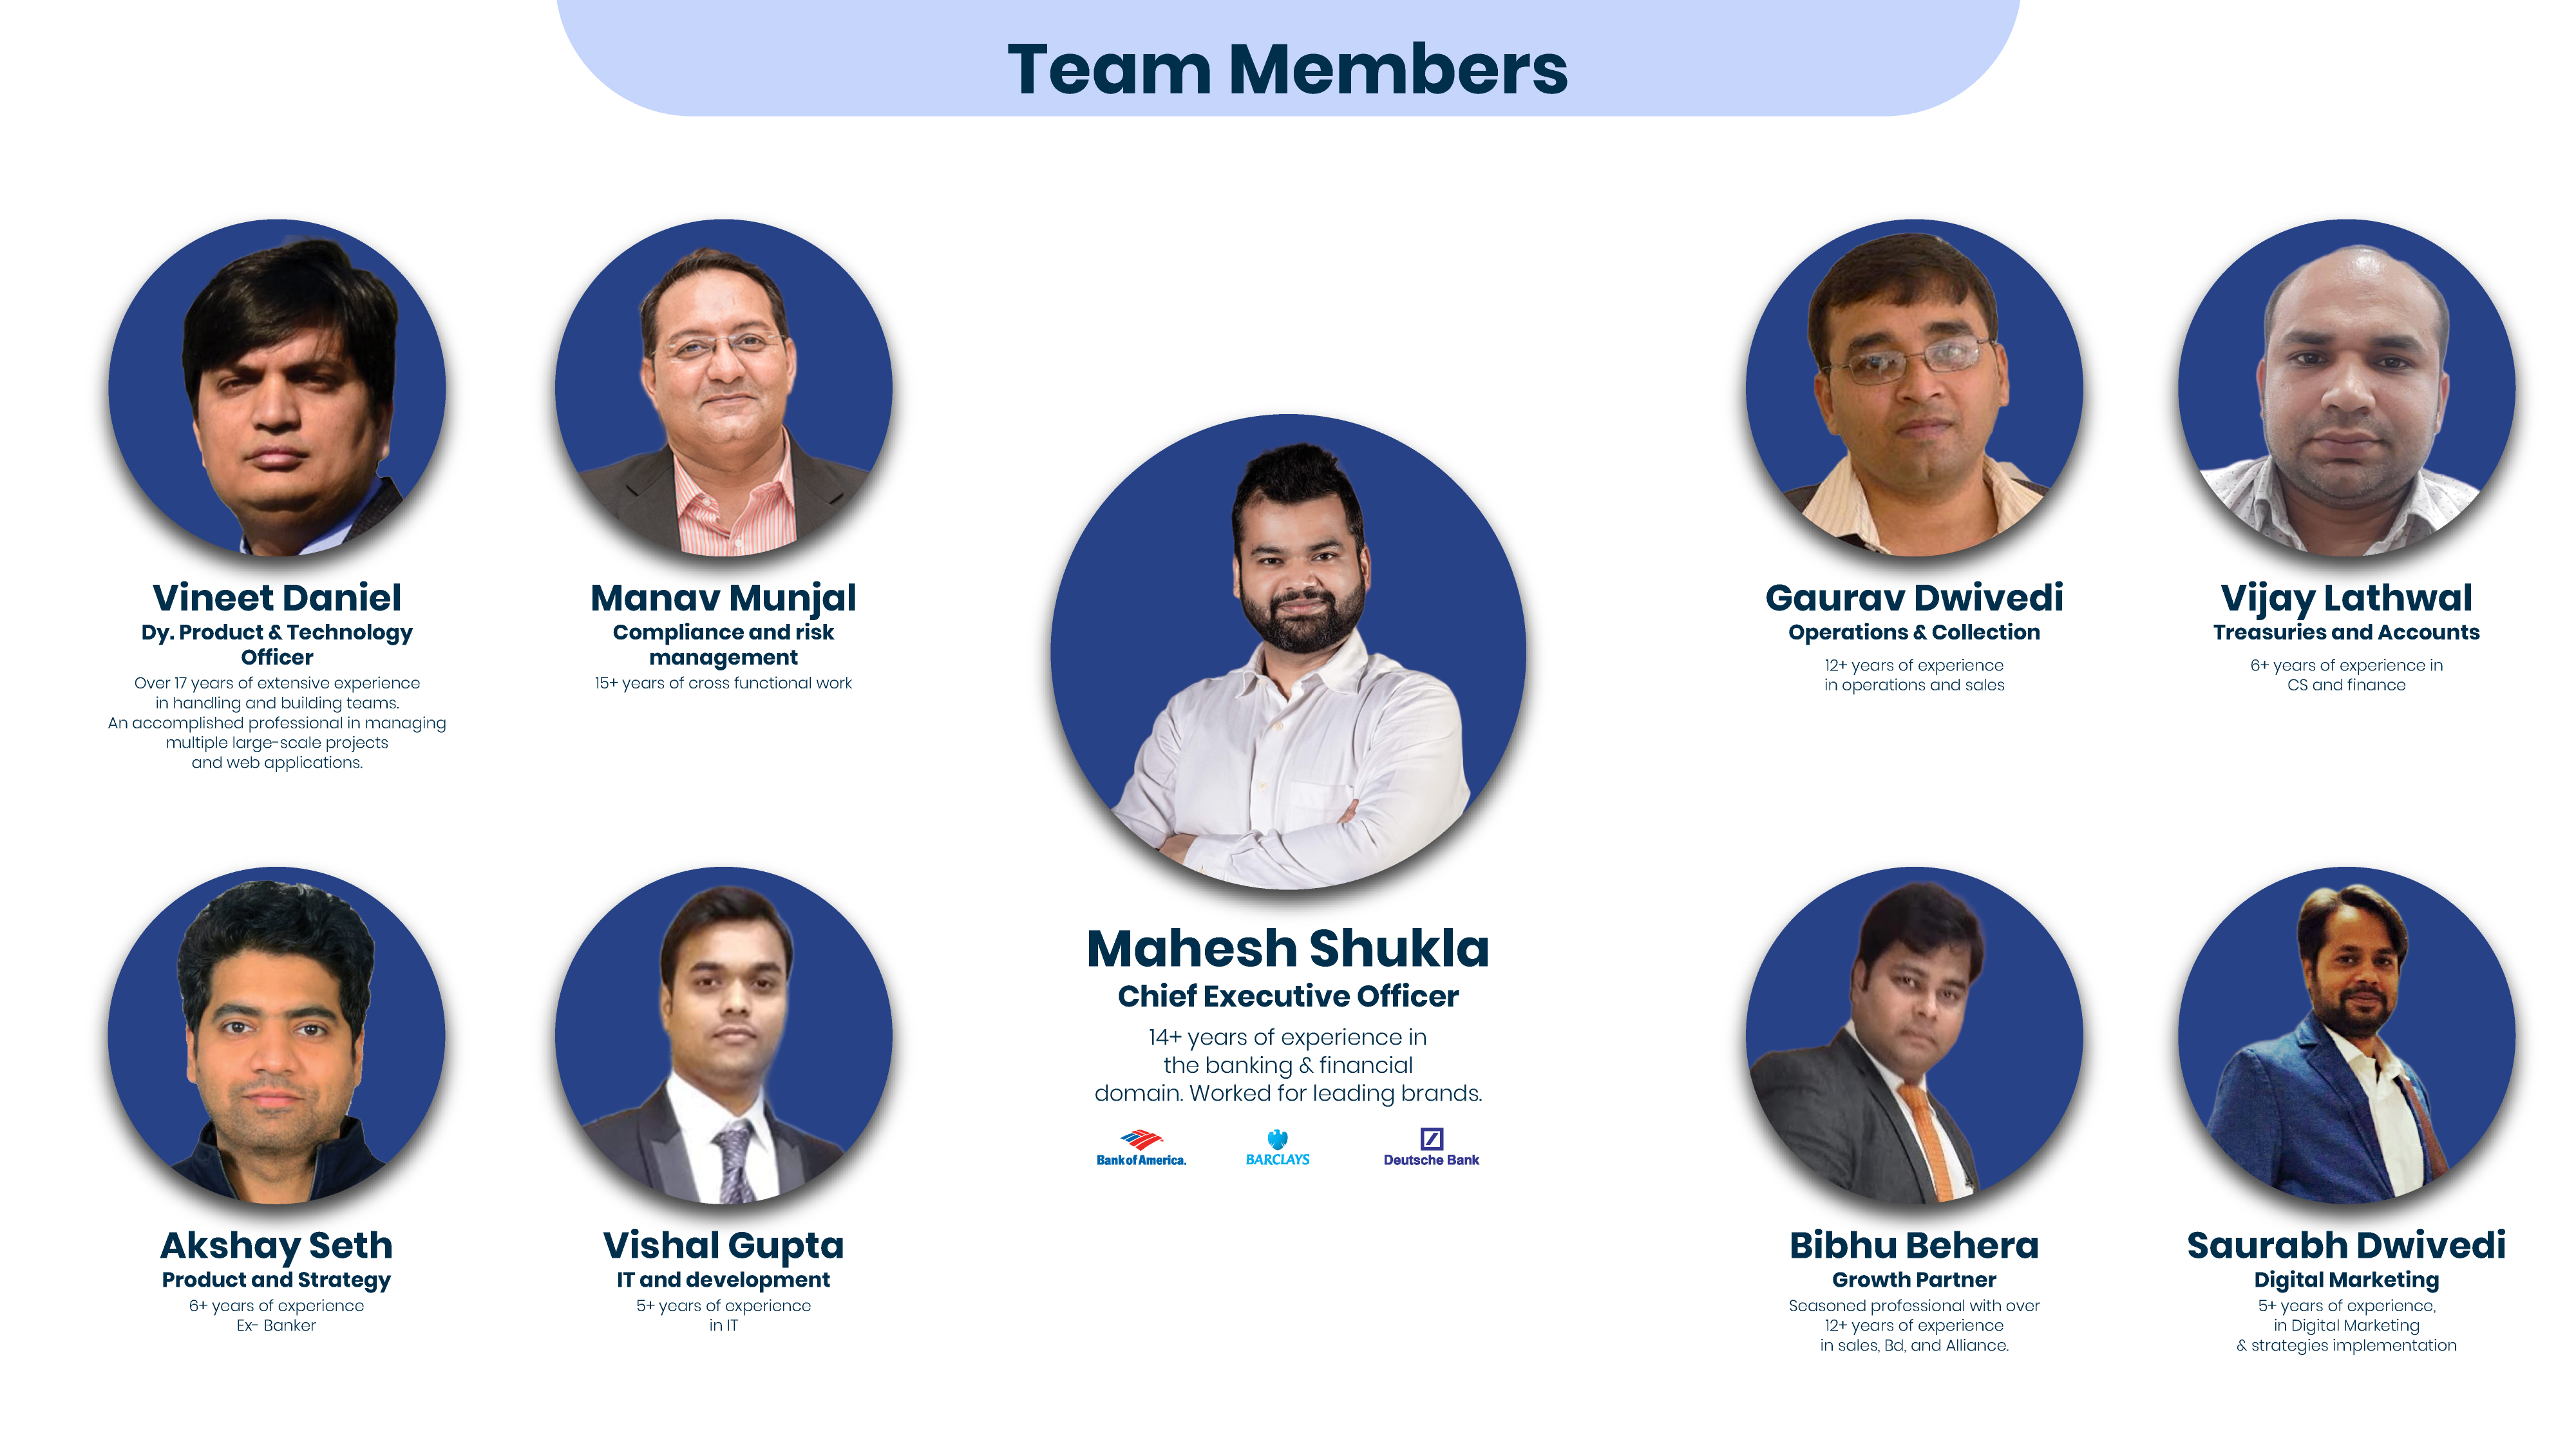 Team Members
Vineet Daniel
Dy. Product & Technology
Officer
Over 17 years of extensive experience
in handling and building teams.
An accomplished professional in managing
multiple large-scale projects
and web applications.
Manav Munjal
Compliance and risk
management
15+ years of cross functional work
Mahesh Shukla
Chief Executive Officer
14+ years of experience in
the banking & financial
domain. Worked for leading brands.
Bank of America.
BARCLAYS
Deutsche Bank
Gaurav Dwivedi
Operations & Collection
12+ years of experience
in operations and sales
Vijay Lathwal
Treasuries and Accounts
6+ years of experience in
CS and finance
Akshay Seth
Product and Strategy
6+ years of experience
Ex- Banker
Vishal Gupta
IT and development
5+ years of experience
in IT
Bibhu Behera
Growth Partner
Seasoned professional with over
12+ years of experience
in sales, Bd, and Alliance.
Saurabh Dwivedi
Digital Marketing
5+ years of experience,
in Digital Marketing
& strategies implementation